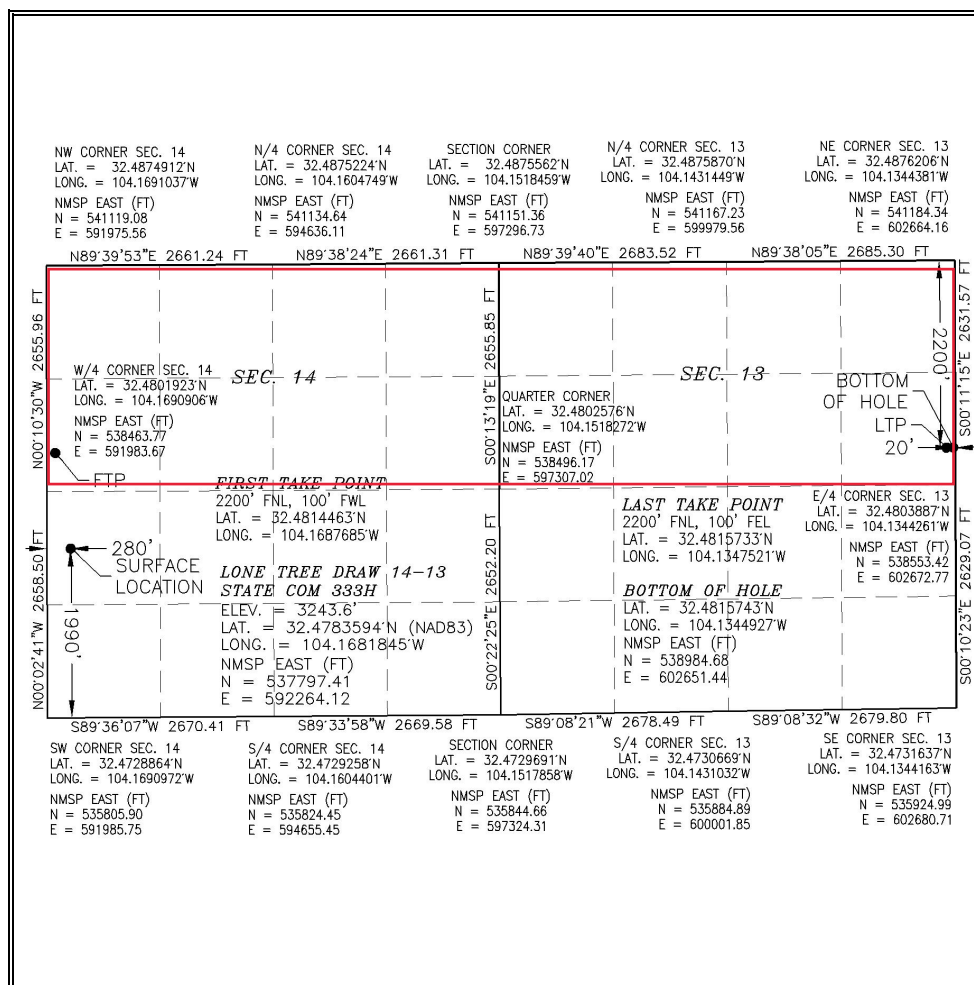 NW CORNER SEC. 14
LAT. = 32.4874912°N
LONG. = 104.1691037°W
NMSP EAST (FT)
N = 541119.08
E = 591975.56
N/4 CORNER SEC. 14
LAT. = 32.4875224°N
LONG. = 104.1604749°W
NMSP EAST (FT)
N = 541134.64
E = 594636.11
SECTION CORNER
LAT. = 32.4875562°N
LONG. = 104.1518459°W
NMSP EAST (FT)
N = 541151.36
E = 597296.73
N/4 CORNER SEC. 13
LAT. = 32.4875870°N
LONG. = 104.1431449°W
NMSP EAST (FT)
N = 541167.23
E = 599979.56
NE CORNER SEC. 13
LAT. = 32.4876206°N
LONG. = 104.1344381°W
NMSP EAST (FT)
N = 541184.34
E = 602664.16
N89°39'53"E 2661.24 FT
N89°38'24"E 2661.31 FT
N89°39'40"E 2683.52 FT
N89°38'05"E 2685.30 FT
N00°10'30"W 2655.96 FT
S00°13'19"E 2655.85 FT
S00°11'15"E 2631.57 FT
2200'
W/4 CORNER SEC. 14
LAT. = 32.4801923°N
LONG. = 104.1690906°W
NMSP EAST (FT)
N = 538463.77
E = 591983.67
SEC. 14
SEC. 13
QUARTER CORNER
LAT. = 32.4802576°N
LONG. = 104.1518272°W
NMSP EAST (FT)
N = 538496.17
E = 597307.02
BOTTOM
OF HOLE
LTP
20'
FTP
FIRST TAKE POINT
2200' FNL, 100' FWL
LAT. = 32.4814463°N
LONG. = 104.1687685°W
LAST TAKE POINT
2200' FNL, 100' FEL
LAT. = 32.4815733°N
LONG. = 104.1347521°W
E/4 CORNER SEC. 13
LAT. = 32.4803887°N
LONG. = 104.1344261°W
NMSP EAST (FT)
N = 538553.42
E = 602672.77
280'
SURFACE
LOCATION
1990'
LONE TREE DRAW 14-13
STATE COM 333H
ELEV. = 3243.6'
LAT. = 32.4783594°N (NAD83)
LONG. = 104.1681845°W
NMSP EAST (FT)
N = 537797.41
E = 592264.12
BOTTOM OF HOLE
LAT. = 32.4815743°N
LONG. = 104.1344927°W
NMSP EAST (FT)
N = 538984.68
E = 602651.44
N00°02'41"W 2658.50 FT
S00°22'25"E 2652.20 FT
S00°10'23"E 2629.07 FT
S89°36'07"W 2670.41 FT
S89°33'58"W 2669.58 FT
S89°08'21"W 2678.49 FT
S89°08'32"W 2679.80 FT
SW CORNER SEC. 14
LAT. = 32.4728864°N
LONG. = 104.1690972°W
NMSP EAST (FT)
N = 535805.90
E = 591985.75
S/4 CORNER SEC. 14
LAT. = 32.4729258°N
LONG. = 104.1604401°W
NMSP EAST (FT)
N = 535824.45
E = 594655.45
SECTION CORNER
LAT. = 32.4729691°N
LONG. = 104.1517858°W
NMSP EAST (FT)
N = 535844.66
E = 597324.31
S/4 CORNER SEC. 13
LAT. = 32.4730669°N
LONG. = 104.1431032°W
NMSP EAST (FT)
N = 535884.89
E = 600001.85
SE CORNER SEC. 13
LAT. = 32.4731637°N
LONG. = 104.1344163°W
NMSP EAST (FT)
N = 535924.99
E = 602680.71